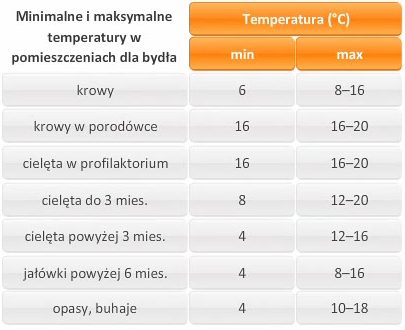 Minimalne i maksymalne
temperatury w
pomieszczeniach dla bydła
Temperatura (°C)
min max
krowy 6 8–16
krowy w porodówce 16 16–20
cielęta w profilaktorium 16 16–20
cielęta do 3 mies. 8 12–20
cielęta powyżej 3 mies. 4 12–16
jałówki powyżej 6 mies. 4 8–16
opasy, buhaje 4 10–18